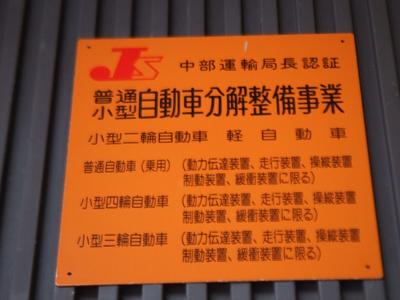 JS 中部運輸局長認証
普通小型自動車分解整備事業
小型二輪自動車 軽自動車
普通自動車(乗用)(動力伝達装置、走行装置、操縦装置
制動装置、緩衝装置に限る)
小型四輪自動車(動力伝達装置、走行装置、操縦装置
制動装置、緩衝装置に限る)
小型三輪自動車(動力伝達装置、走行装置、操縦装置
制動装置、緩衝装置に限る)